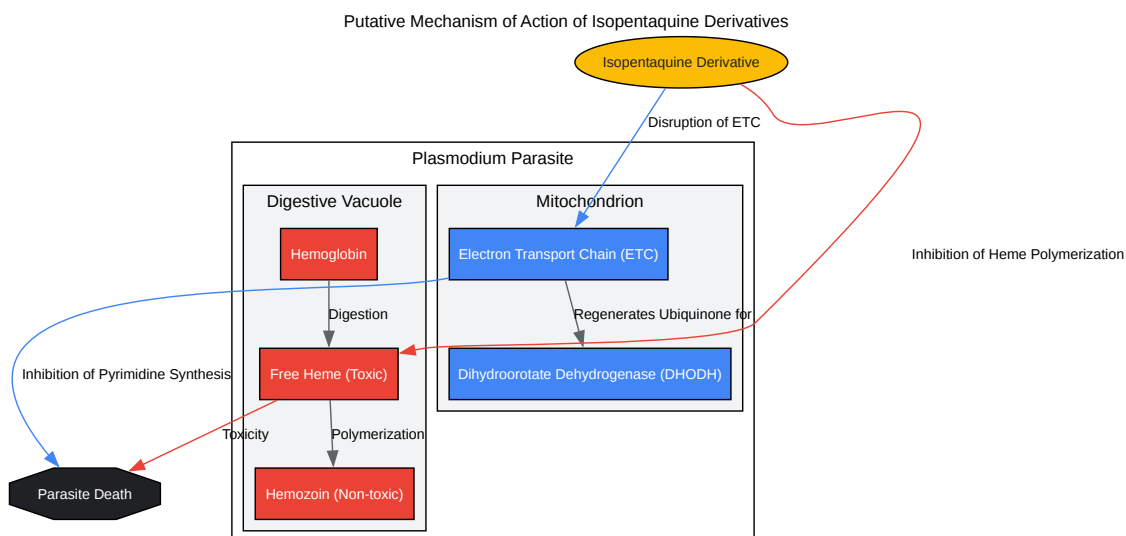 Putative Mechanism of Action of Isopentaquine Derivatives
Isopentaquine Derivative
Disruption of ETC
Plasmodium Parasite
Digestive Vacuole
Mitochondrion
Hemoglobin
Electron Transport Chain (ETC)
Inhibition of Heme Polymerization
Digestion
Regenerates Ubiquinone for
Inhibition of Pyrimidine Synthesis
Free Heme (Toxic)
Dihydroorotate Dehydrogenase (DHODH)
Toxicity
Polymerization
Parasite Death
Hemozoin (Non-toxic)